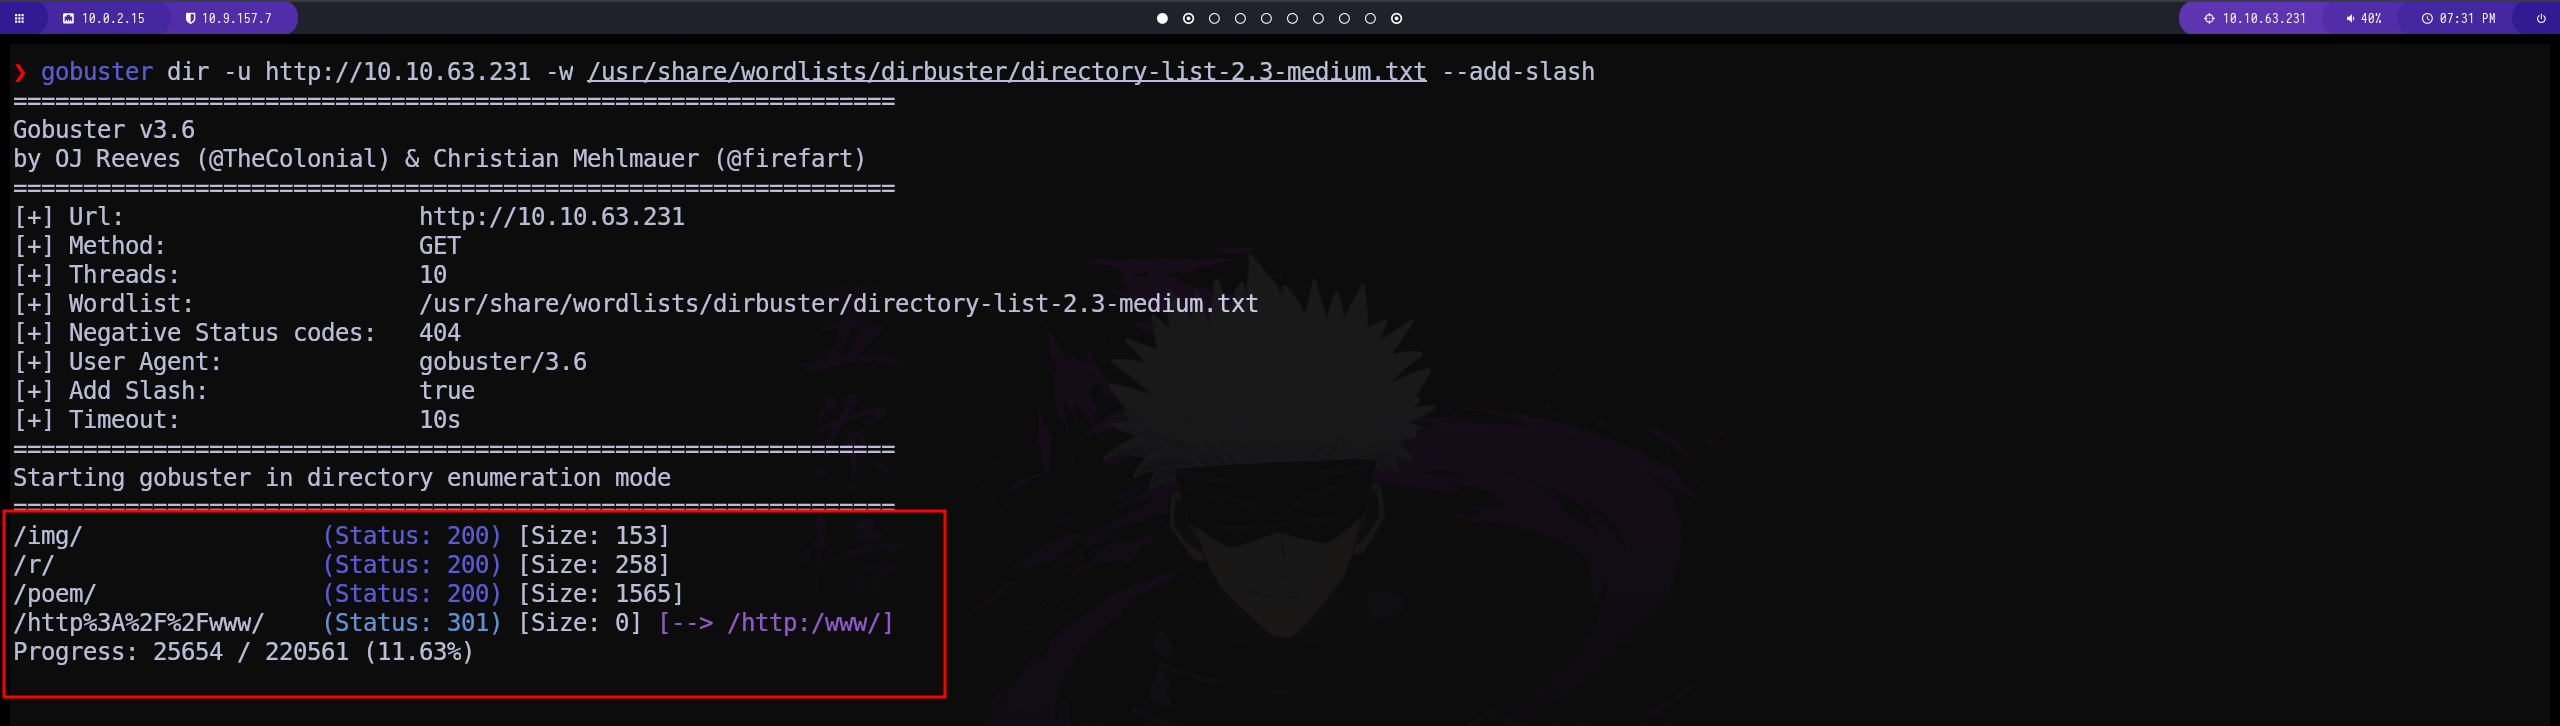 10.0.2.15 10.9.157.7 10.10.63.231 40% 07:31 PM
❯ gobuster dir -u http://10.10.63.231 -w /usr/share/wordlists/dirbuster/directory-list-2.3-medium.txt --add-slash
===============================================================
Gobuster v3.6
by OJ Reeves (@TheColonial) & Christian Mehlmauer (@firefart)
===============================================================
[+] Url:                     http://10.10.63.231
[+] Method:                  GET
[+] Threads:                 10
[+] Wordlist:                /usr/share/wordlists/dirbuster/directory-list-2.3-medium.txt
[+] Negative Status codes:   404
[+] User Agent:              gobuster/3.6
[+] Add Slash:               true
[+] Timeout:                 10s
===============================================================
Starting gobuster in directory enumeration mode
===============================================================
/img/                 (Status: 200) [Size: 153]
/r/                   (Status: 200) [Size: 258]
/poem/                (Status: 200) [Size: 1565]
/http%3A%2F%2Fwww/    (Status: 301) [Size: 0] [--> /http:/www/]
Progress: 25654 / 220561 (11.63%)
五条悟